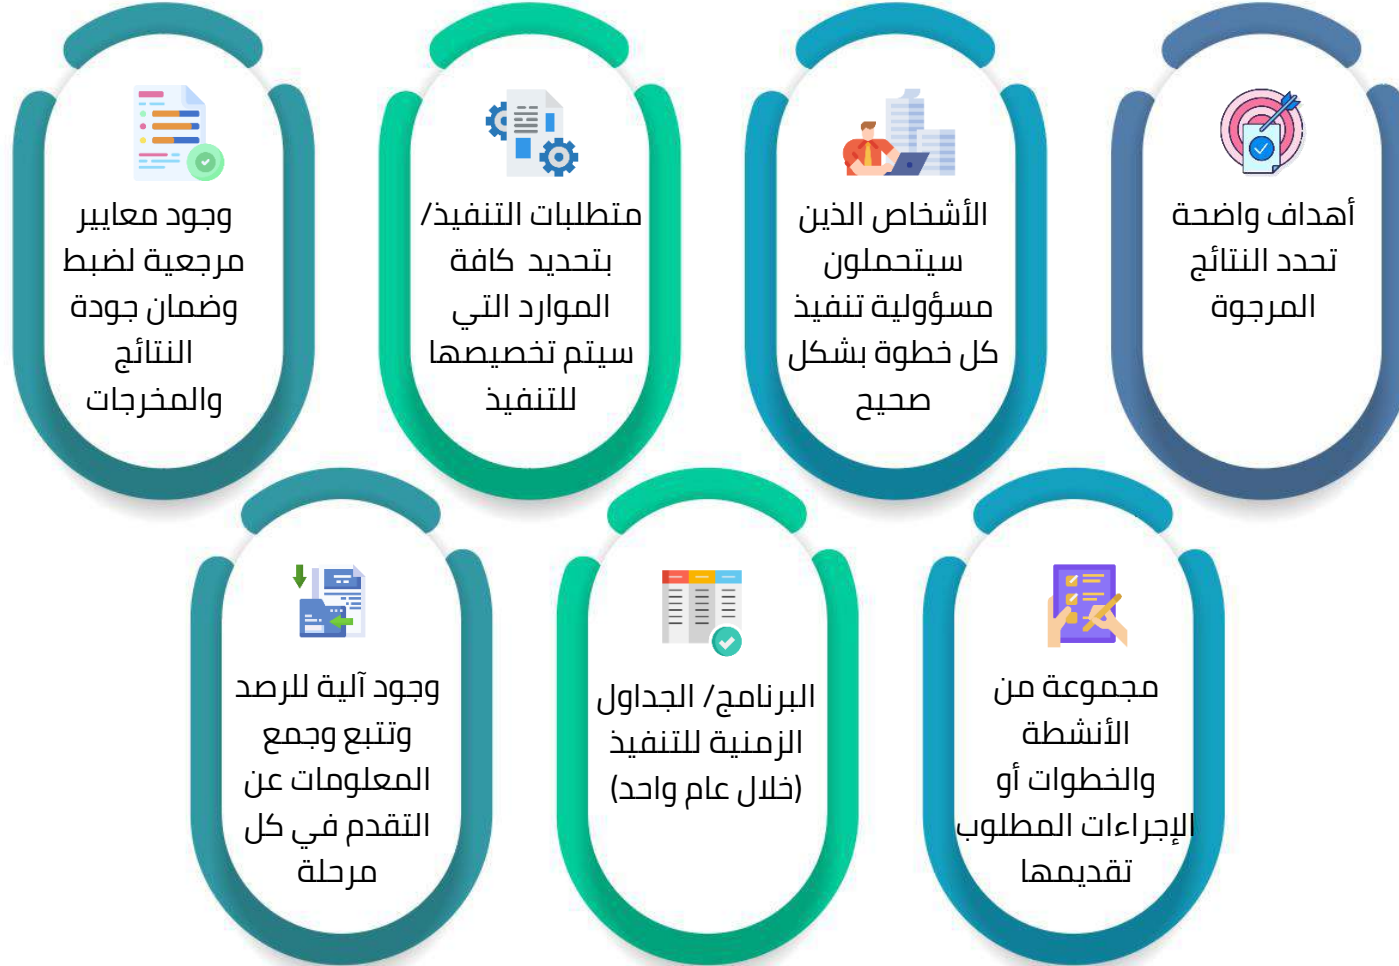 أهداف واضحة
تحدد النتائج
المرجوة
الأشخاص الذين
سيتحملون
مسؤولية تنفيذ
كل خطوة بشكل
صحيح
متطلبات التنفيذ/
بتحديد كافة
الموارد التي
سيتم تخصيصها
للتنفيذ
وجود معايير
مرجعية لضبط
وضمان جودة
النتائج
والمخرجات
مجموعة من
الأنشطة
والخطوات أو
الإجراءات المطلوب
تقديمها
البرنامج/ الجداول
الزمنية للتنفيذ
(خلال عام واحد)
وجود آلية للرصد
وتتبع وجمع
المعلومات عن
التقدم في كل
مرحلة